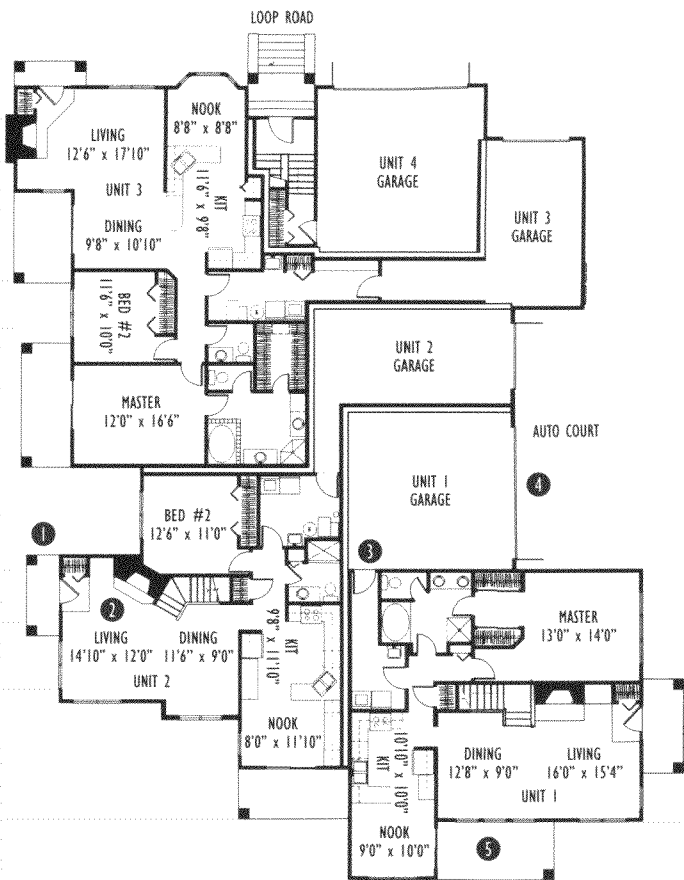 LOOP ROAD
NOOK
8'8" x 8'8"
LIVING
12'6" x 17'10"
UNIT 3
DINING
9'8" x 10'10"
KIT
11'6" x 9'8"
UNIT 4
GARAGE
UNIT 3
GARAGE
BED #2
11'6" x 10'0"
MASTER
12'0" x 16'6"
UNIT 2
GARAGE
AUTO COURT
UNIT 1
GARAGE
4
BED #2
12'6" x 11'0"
1
3
2
LIVING
14'10" x 12'0"
DINING
11'6" x 9'0"
UNIT 2
KIT
9'8" x 11'10"
NOOK
8'0" x 11'10"
MASTER
13'0" x 14'0"
KIT
10'10" x 10'0"
DINING
12'8" x 9'0"
LIVING
16'0" x 15'4"
UNIT 1
NOOK
9'0" x 10'0"
5